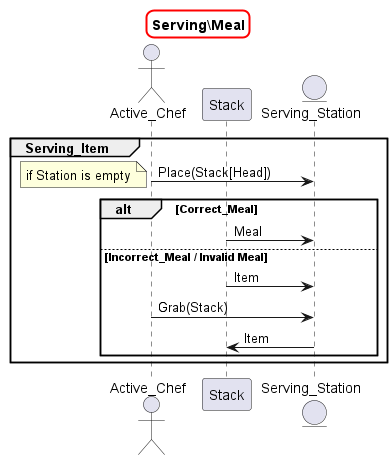 Serving\Meal
Active_Chef
Stack
Serving_Station
Serving_Item
if Station is empty
Place(Stack[Head])
alt [Correct_Meal]
Meal
[Incorrect_Meal / Invalid Meal]
Item
Grab(Stack)
Item
Active_Chef
Stack
Serving_Station